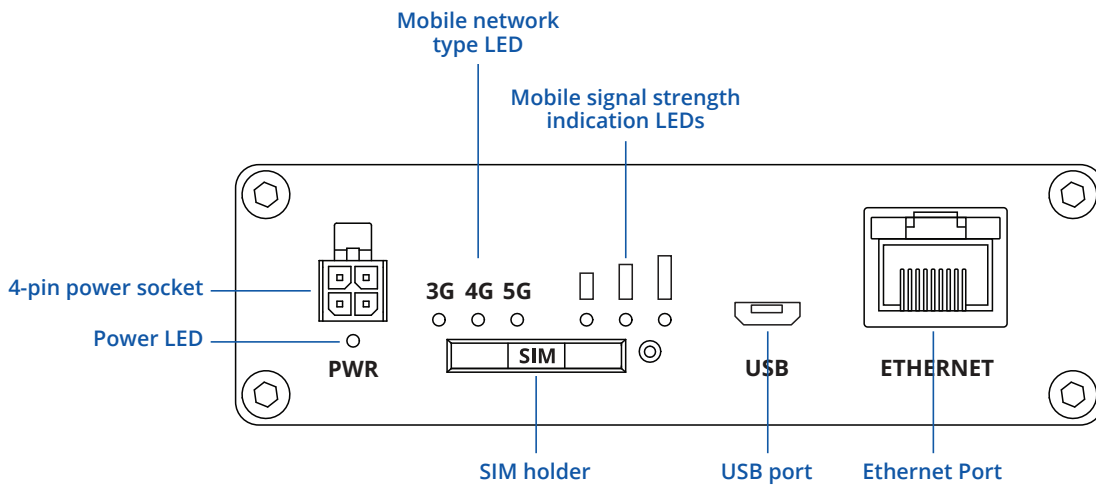 Mobile network
type LED
Mobile signal strength
indication LEDs
4-pin power socket
3G 4G 5G
Power LED
PWR
SIM
USB
ETHERNET
SIM holder
USB port
Ethernet Port